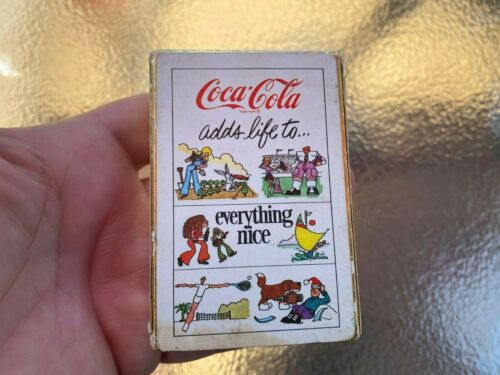 Coca-Cola
adds life to...
everything
nice